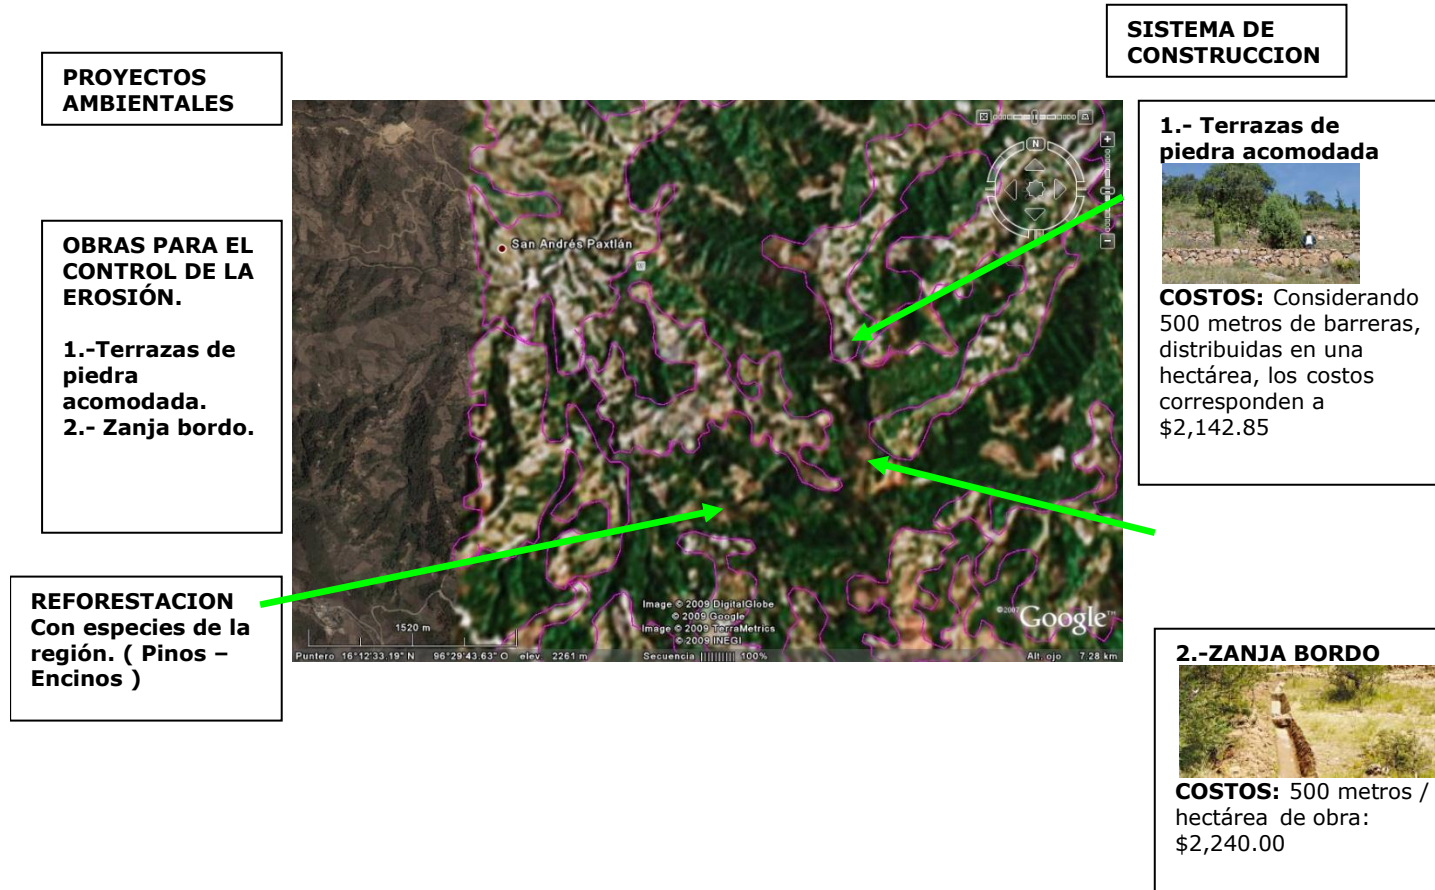 PROYECTOS
AMBIENTALES
OBRAS PARA EL
CONTROL DE LA
EROSIÓN.
1.-Terrazas de
piedra
acomodada.
2.- Zanja bordo.
REFORESTACION
Con especies de la
región. ( Pinos –
Encinos )
San Andrés Paxtlán
N
1520 m
Image © 2009 DigitalGlobe
© 2009 Google
Image © 2009 TerraMetrics
© 2009 INEGI
©2007 Google™
Puntero 16°12'33.19" N 96°29'43.63" O elev. 2261 m Secuencia 100% Alt. ojo 7.28 km
SISTEMA DE
CONSTRUCCION
1.- Terrazas de
piedra acomodada
COSTOS: Considerando
500 metros de barreras,
distribuidas en una
hectárea, los costos
corresponden a
$2,142.85
2.-ZANJA BORDO
COSTOS: 500 metros /
hectárea de obra:
$2,240.00